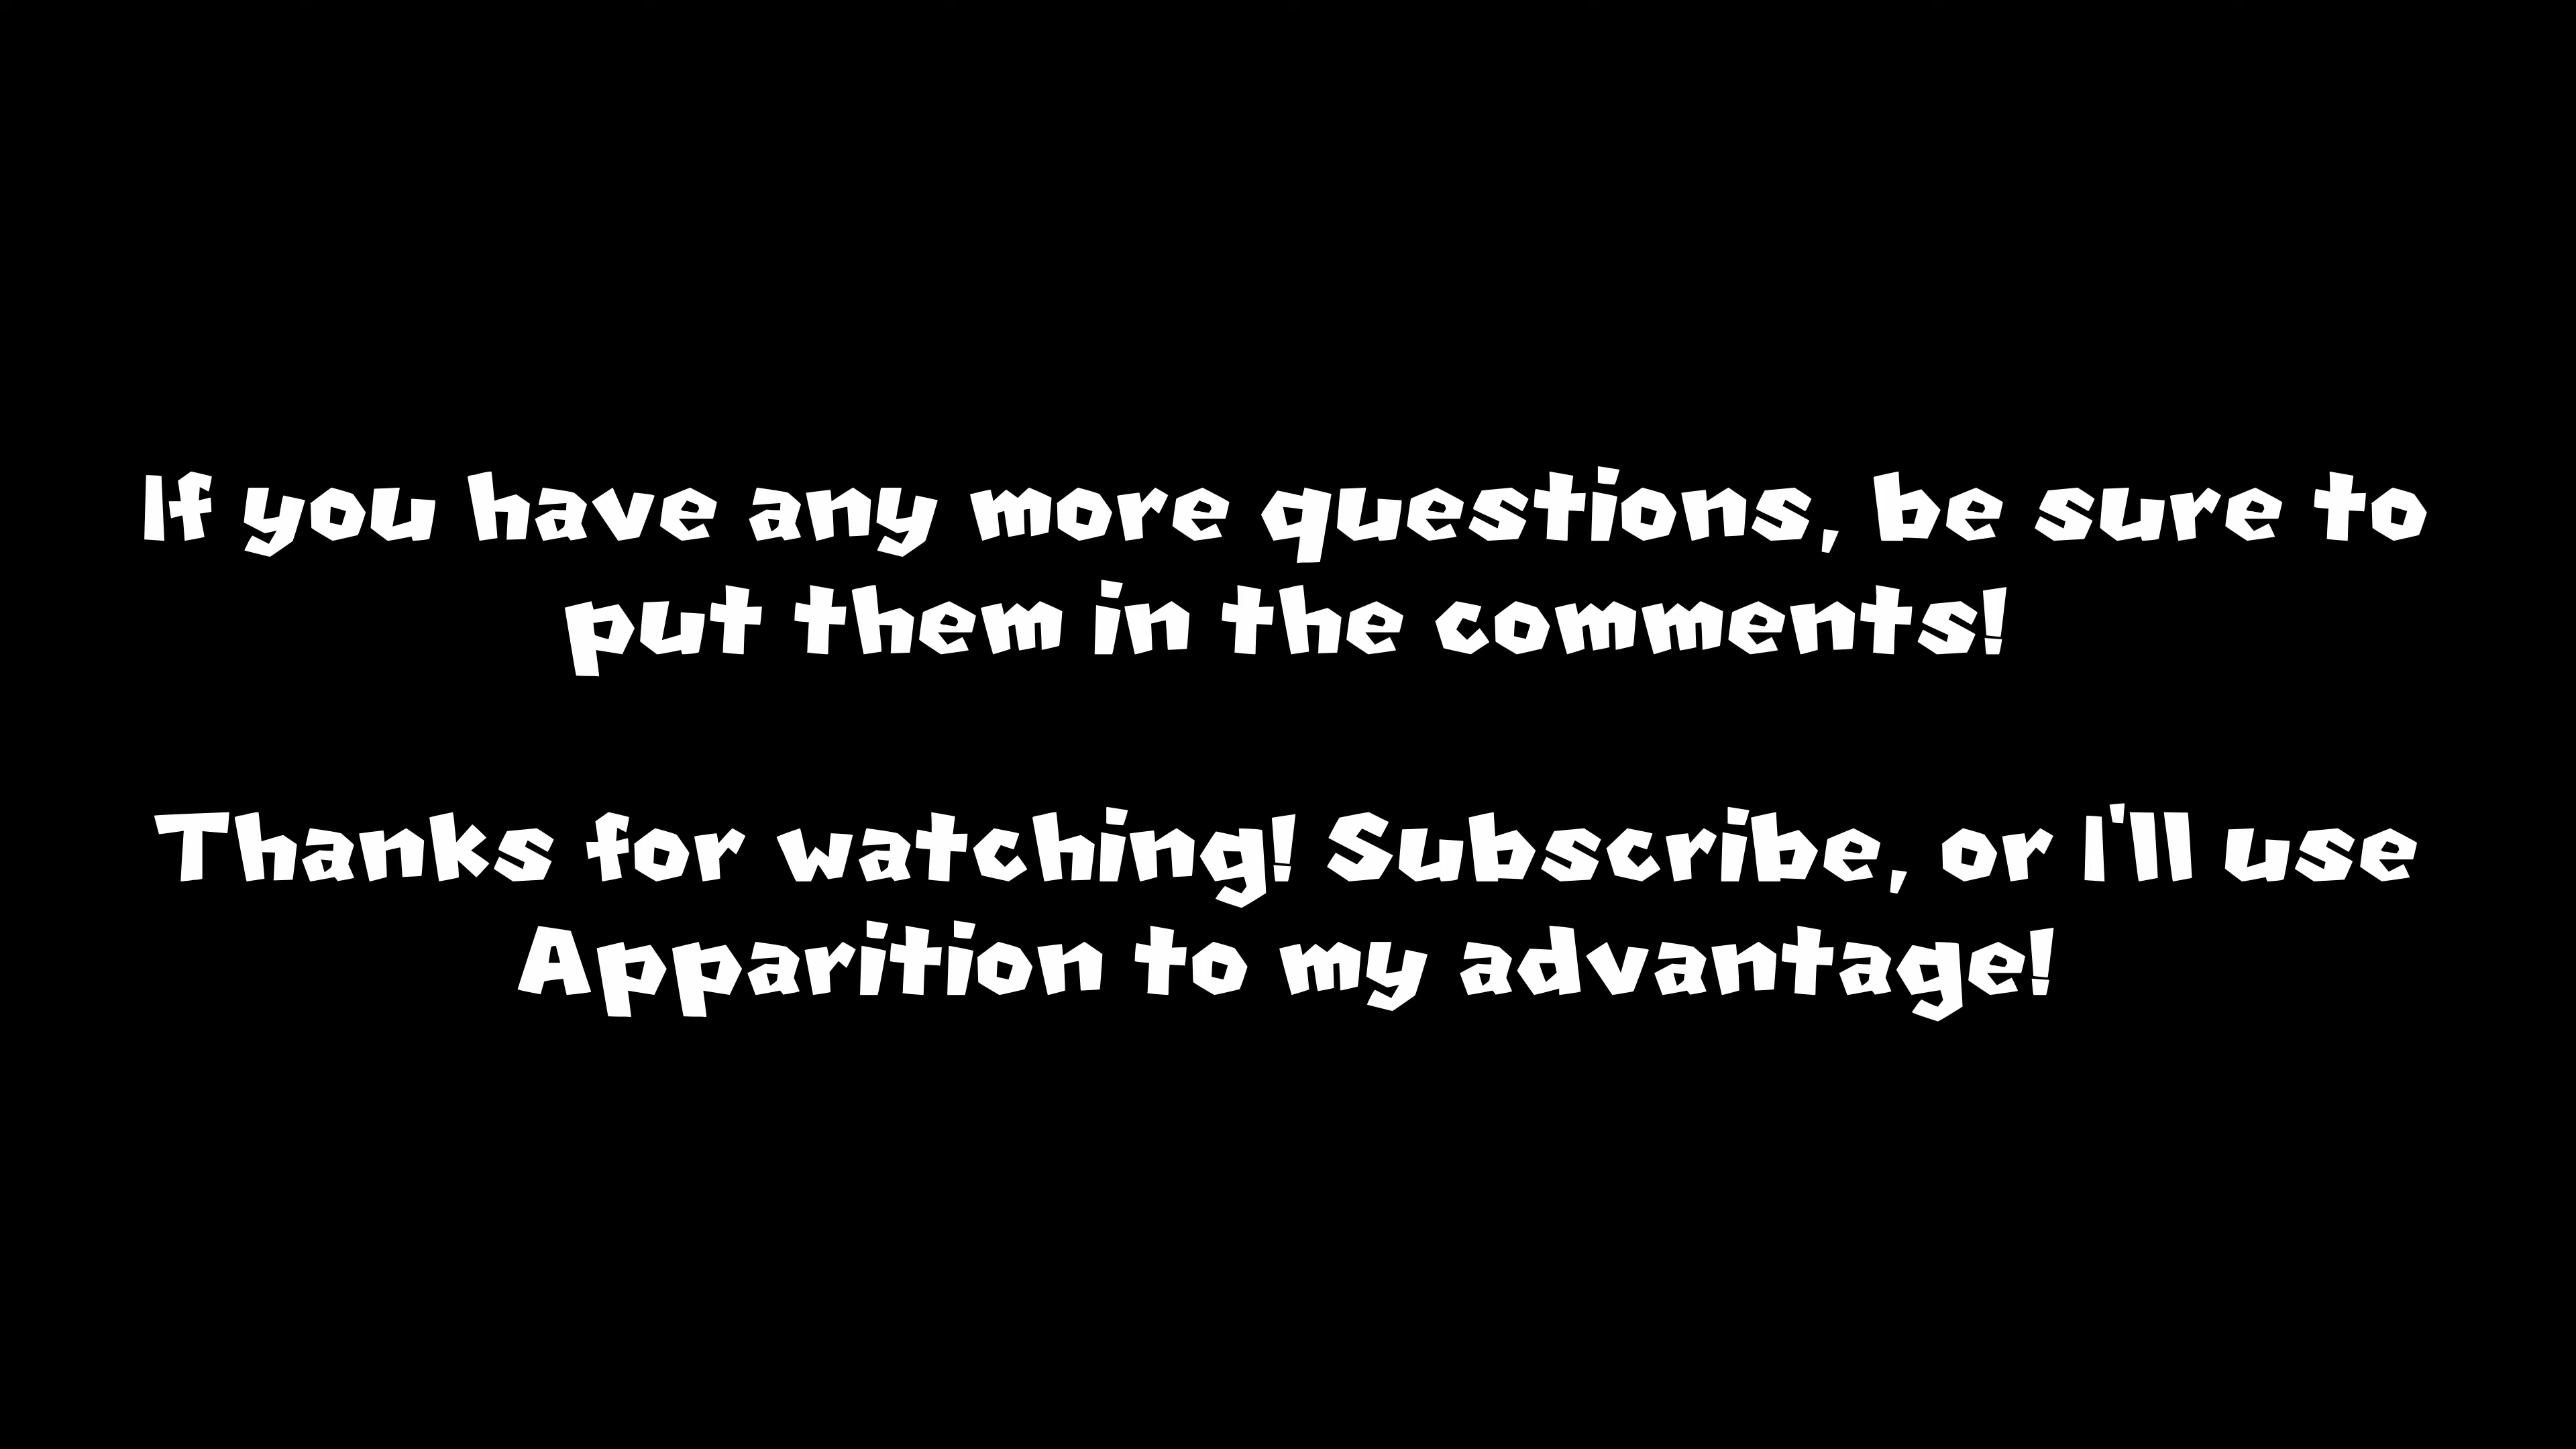 If you have any more questions, be sure to
put them in the comments!
Thanks for watching! Subscribe, or I'll use
Apparition to my advantage!